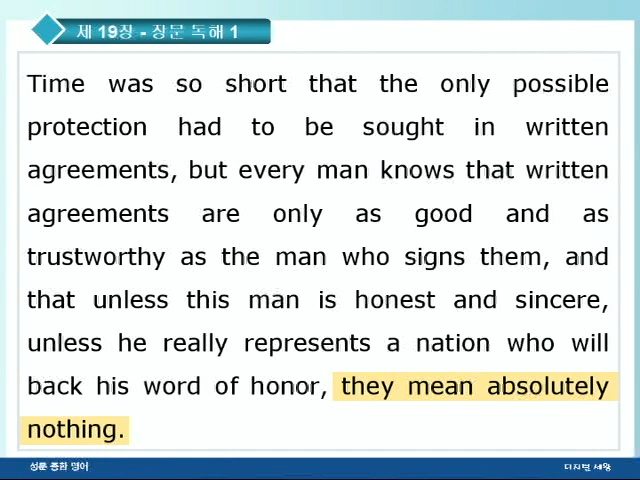 제 19장 - 장문 독해 1
Time was so short that the only possible
protection had to be sought in written
agreements, but every man knows that written
agreements are only as good and as
trustworthy as the man who signs them, and
that unless this man is honest and sincere,
unless he really represents a nation who will
back his word of honor, they mean absolutely
nothing.
성문 종합 영어
디지털 세왕